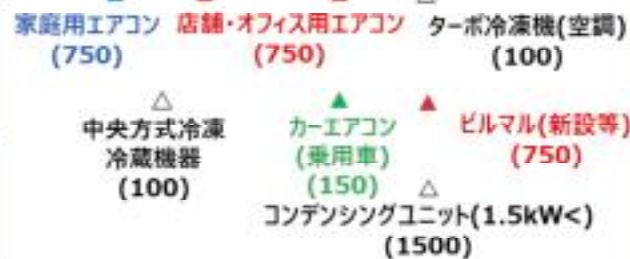 家庭用エアコン 店舗・オフィス用エアコン ターボ冷凍機(空調)
(750) (750) (100)
△ ▲ ▲
中央方式冷凍 カーエアコン ビルマル(新設等)
冷蔵機器 (乗用車) (750)
(100) (150) △
コンデンシングユニット(1.5kW<)
(1500)